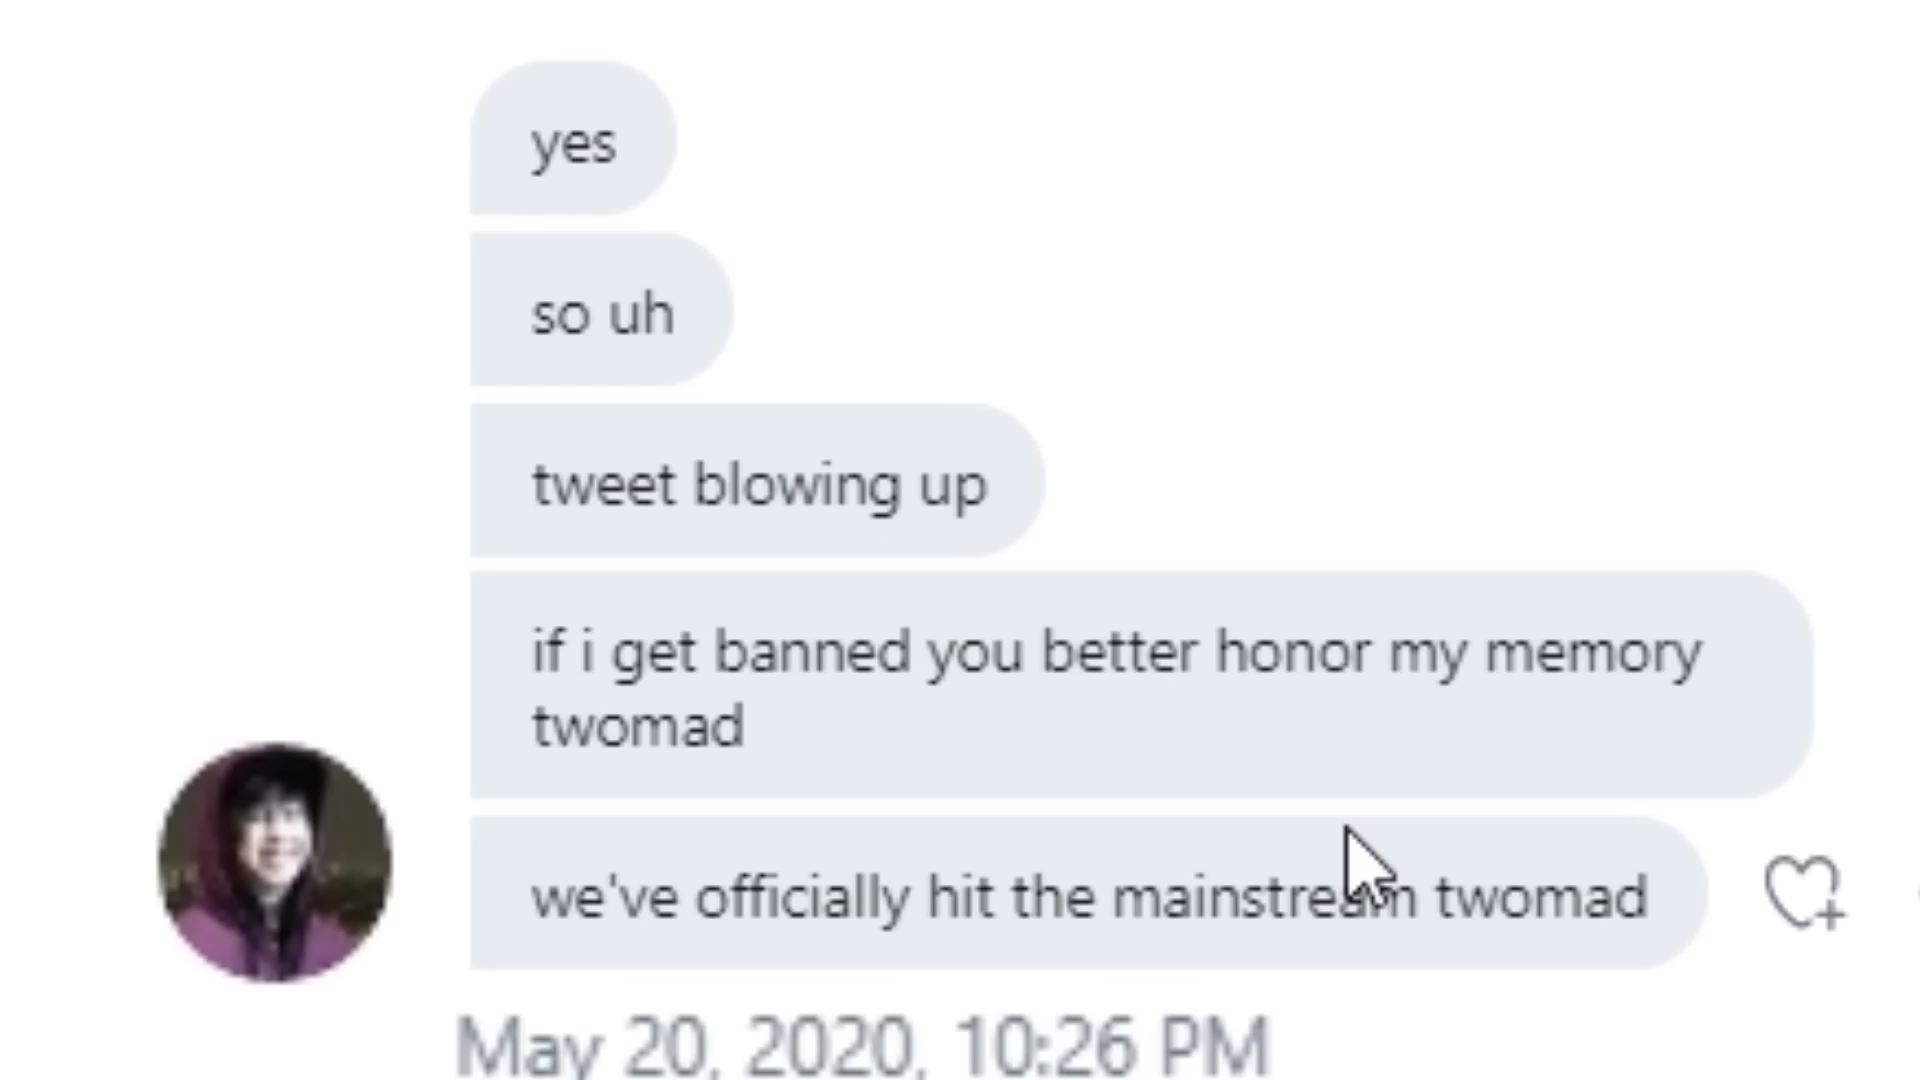 yes
so uh
tweet blowing up
if i get banned you better honor my memory
twomad
we've officially hit the mainstream twomad
May 20, 2020, 10:26 PM